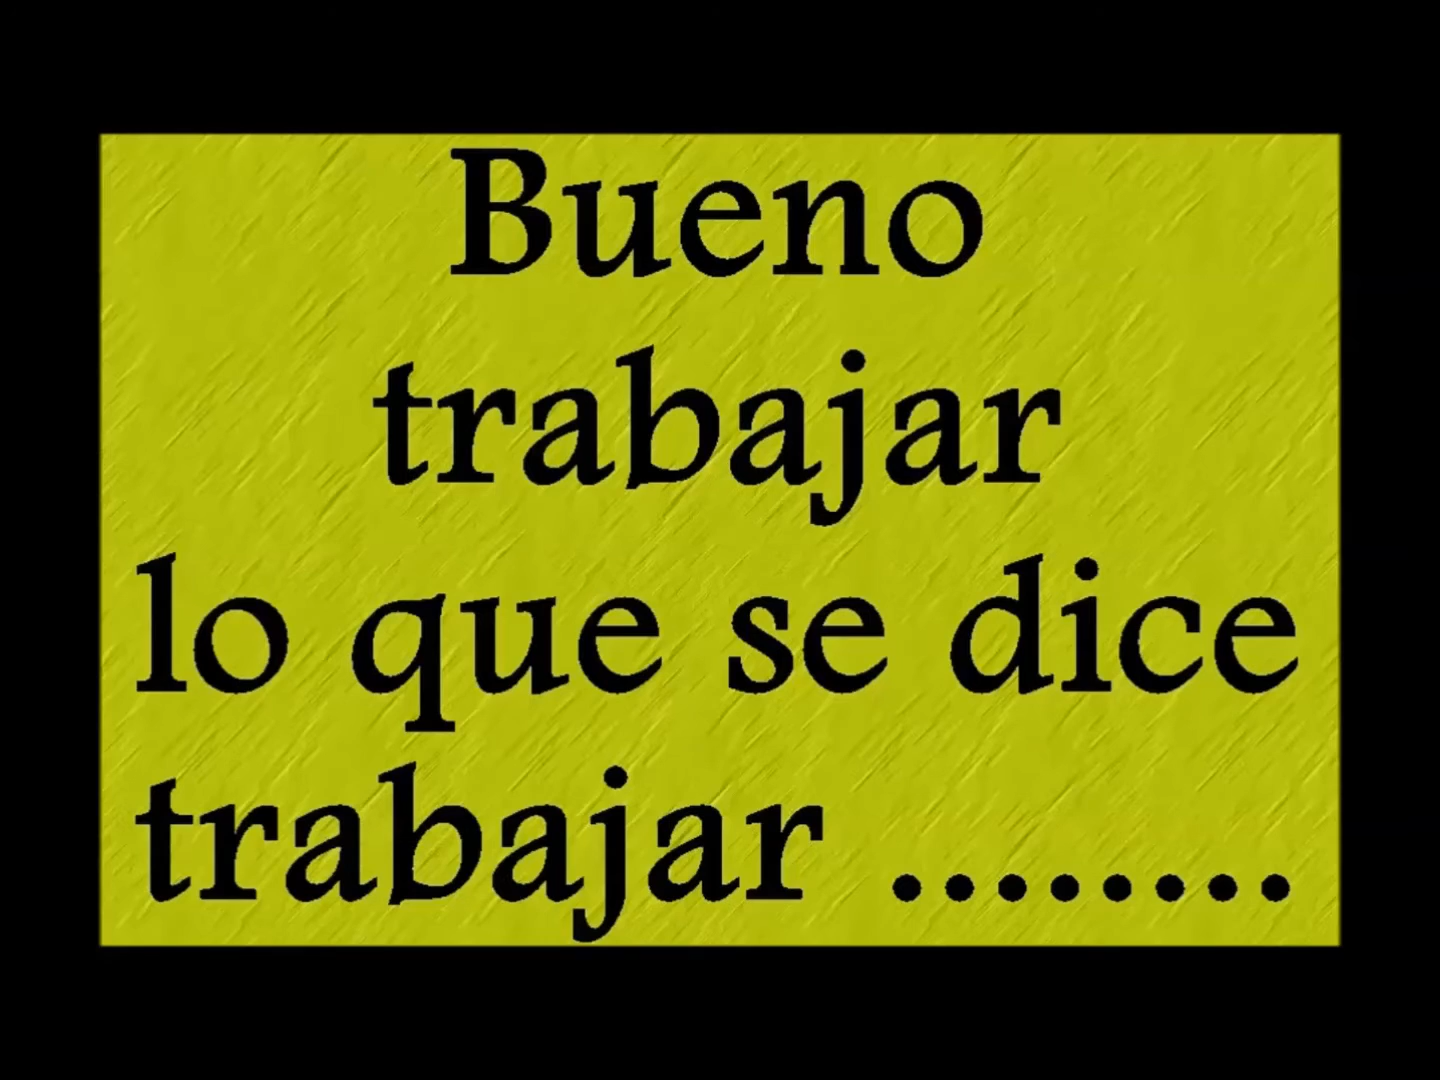 Bueno
trabajar
lo que se dice
trabajar ........